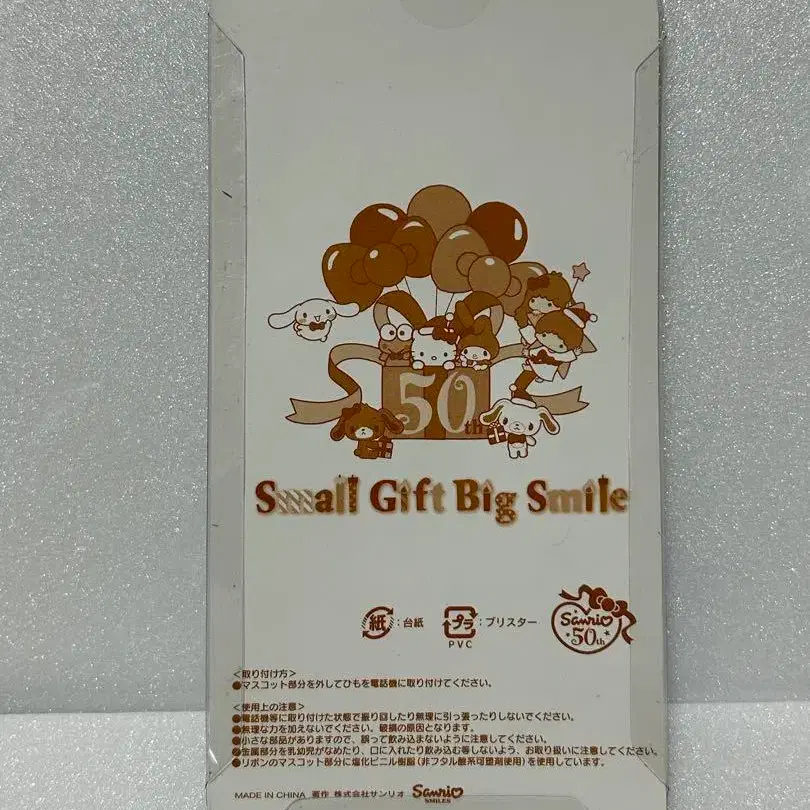 50th
Small Gift Big Smile
紙：台紙
プラ：ブリスター
PVC
Sanrio
50th
<取り付け方>
●マスコット部分を外してひもを電話機に取り付けてください。
<使用上の注意>
●電話機等に取り付けた状態で振り回したり無理に引っ張ったりしないでください。
●無理な力を加えないでください。破損の原因となります。
●小さな部品がありますので、誤って飲み込まないように注意してください。
●金属部分を乳幼児がなめたり、口に入れたり飲み込む等しないよう、お取り扱いに注意してください。
●リボンのマスコット部分に塩化ビニル樹脂(非フタル酸系可塑剤使用)を使用しています。
MADE IN CHINA 著作 株式会社サンリオ Sanrio
SMILES